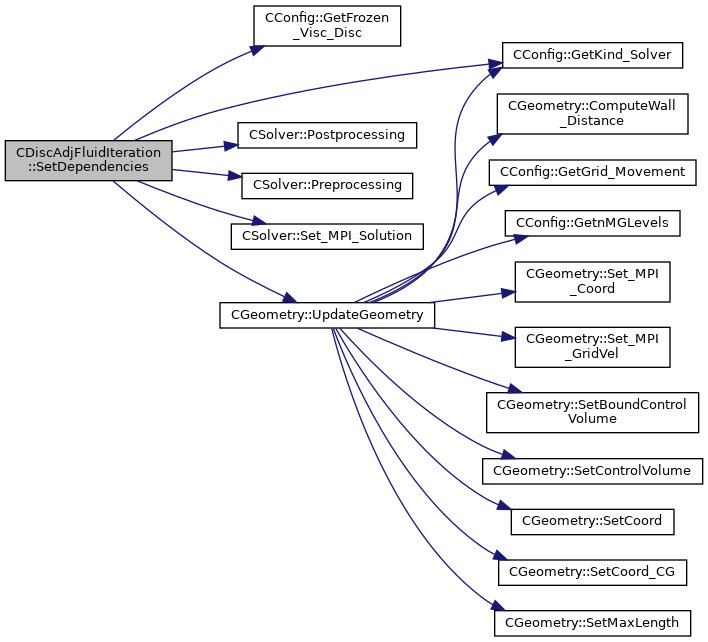 CDiscAdjFluidIteration
::SetDependencies
CConfig::GetFrozen
_Visc_Disc
CSolver::Postprocessing
CSolver::Preprocessing
CSolver::Set_MPI_Solution
CGeometry::UpdateGeometry
CConfig::GetKind_Solver
CGeometry::ComputeWall
_Distance
CConfig::GetGrid_Movement
CConfig::GetnMGLevels
CGeometry::Set_MPI
_Coord
CGeometry::Set_MPI
_GridVel
CGeometry::SetBoundControl
Volume
CGeometry::SetControlVolume
CGeometry::SetCoord
CGeometry::SetCoord_CG
CGeometry::SetMaxLength